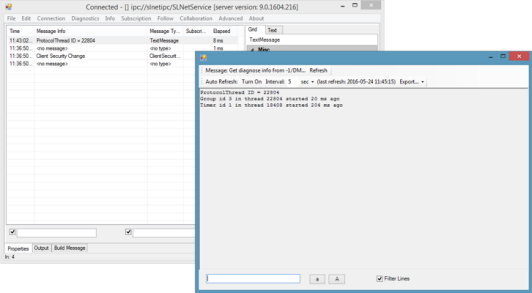 Connected - [] ipc://slnetipc/SLNetService [server version: 9.0.1604.216]
File Edit Connection Diagnostics Info Subscription Follow Collaboration Advanced About
Time Message Info Message Ty... Subscri... Elapsed
11:43:02... ProtocolThread ID = 22804 TextMessage 8 ms
11:36:50... <no message> <no type> 1 ms
11:36:50... Client Security Change ClientSecurit...
11:36:50... <no message> <no type>
Grid Text
TextMessage
Misc
Properties Output Build Message
In: 4
Message: Get diagnose info from -1/DM... Refresh
Auto Refresh: Turn On Interval: 5 sec (last refresh: 2016-05-24 11:45:15) Export...
ProtocolThread ID = 22804
Group id 3 in thread 22804 started 20 ms ago
Timer id 1 in thread 18408 started 204 ms ago
a A Filter Lines